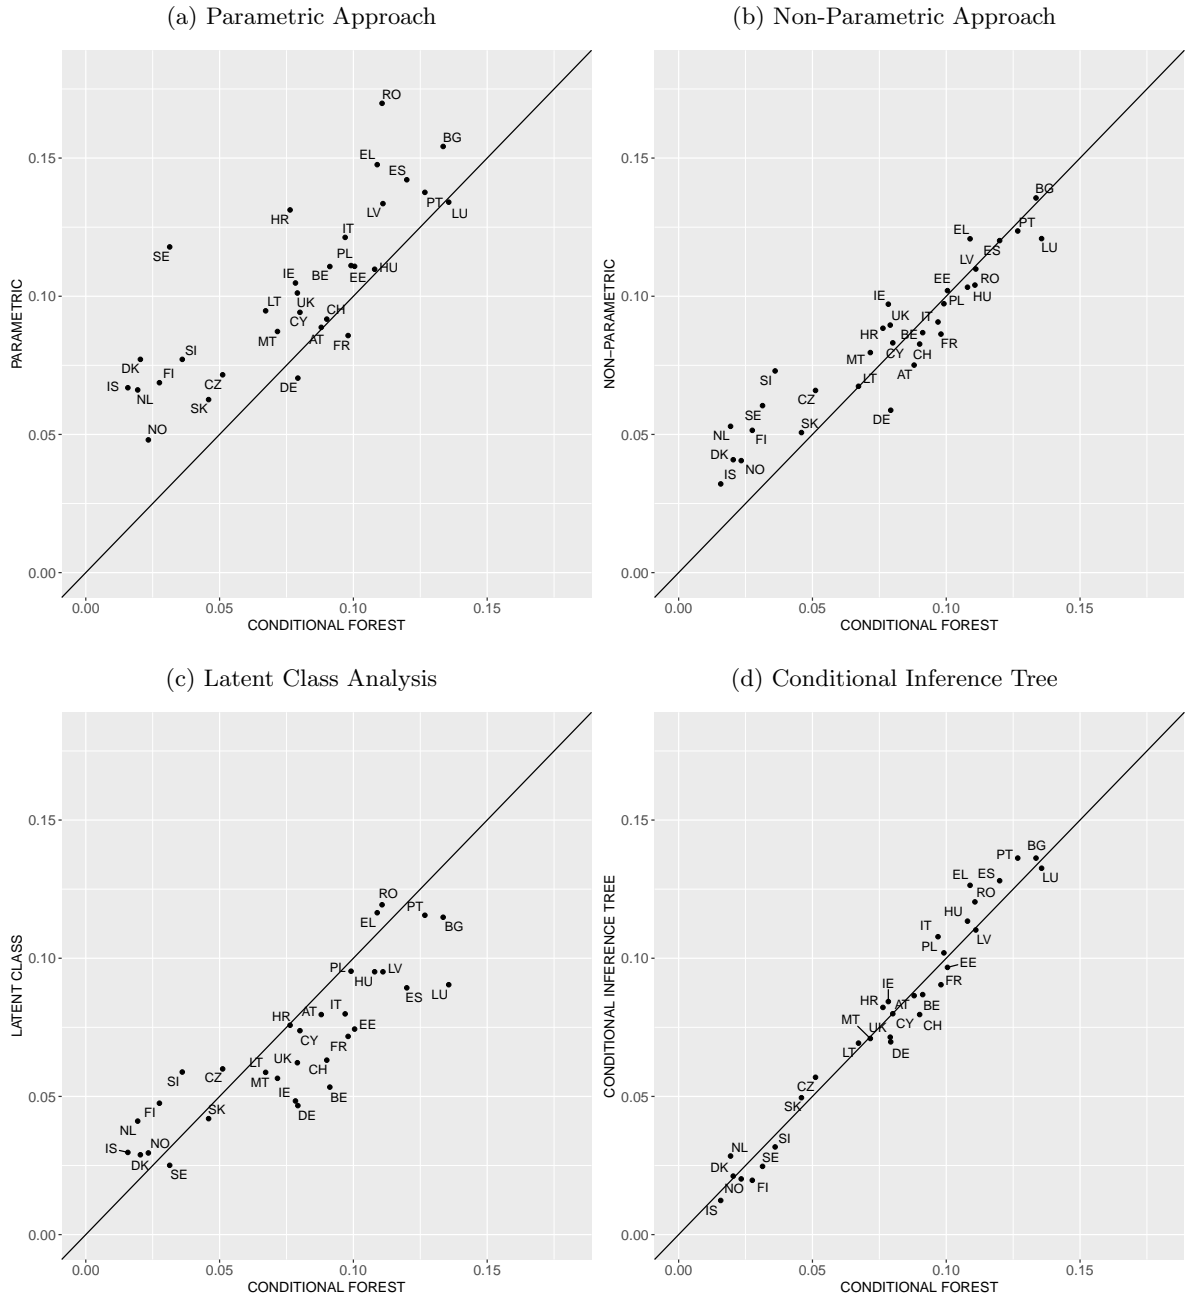 (a) Parametric Approach
RO
BG
EL
ES
PT
LU
LV
HR
IT
SE
PL
BE
EE
HU
IE
UK
LT
CY
CH
MT
AT
FR
DE
SI
DK
FI
IS
NL
CZ
SK
NO
0.15
0.10
0.05
0.00
PARAMETRIC
0.00 0.05 0.10 0.15
CONDITIONAL FOREST
(b) Non-Parametric Approach
BG
PT
EL
LU
ES
LV
RO
EE
HU
IE
PL
UK
IT
HR
BE
FR
CY
CH
MT
AT
LT
SI
CZ
DE
SE
SK
NL
FI
DK
NO
IS
0.15
0.10
0.05
0.00
NON−PARAMETRIC
0.00 0.05 0.10 0.15
CONDITIONAL FOREST
(c) Latent Class Analysis
RO
PT
EL
BG
PL
LV
HU
ES
LU
IT
AT
HR
EE
CY
FR
UK
CH
LT
MT
CZ
SI
IE
BE
DE
FI
SK
NL
NO
IS
DK
SE
0.15
0.10
0.05
0.00
LATENT CLASS
0.00 0.05 0.10 0.15
CONDITIONAL FOREST
(d) Conditional Inference Tree
BG
PT
LU
ES
EL
RO
HU
IT
LV
PL
EE
IE
FR
HR
AT
BE
MT
UK
CY
CH
LT
DE
CZ
SK
NL
SI
SE
DK
NO
FI
IS
0.15
0.10
0.05
0.00
CONDITIONAL INFERENCE TREE
0.00 0.05 0.10 0.15
CONDITIONAL FOREST